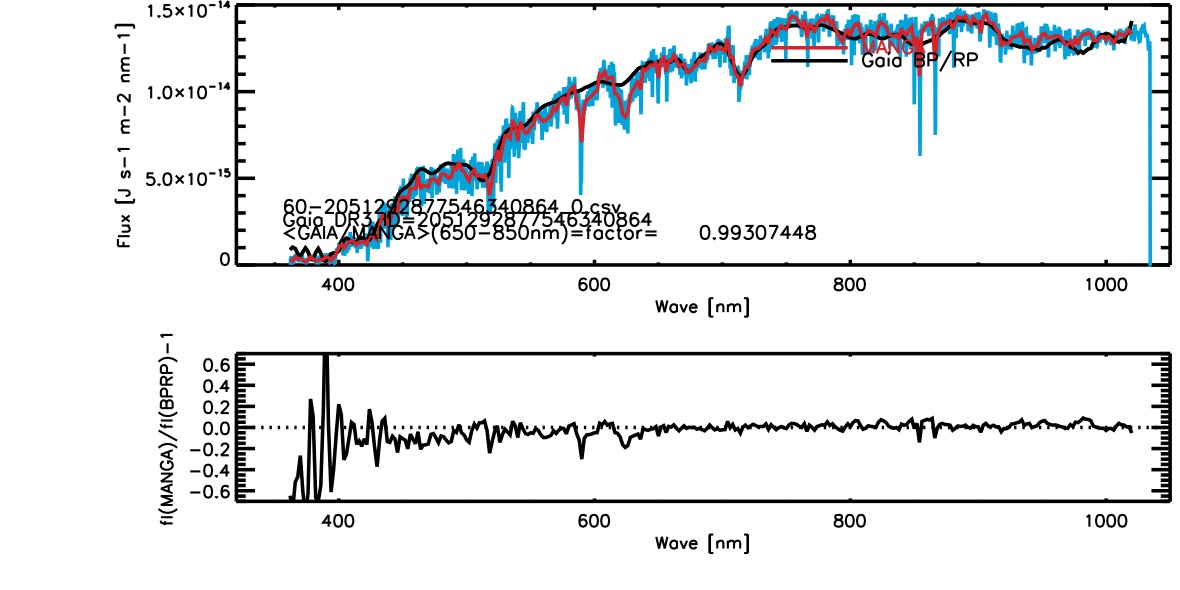 1.5×10−14
1.0×10−14
5.0×10−15
0
Flux [J s−1 m−2 nm−1]
MANGA
Gaia BP/RP
60−2051292877546340864_0.csv
Gaia DR3 ID=2051292877546340864
<GAIA/MANGA>(650−850nm)=factor= 0.99307448
400 600 800 1000
Wave [nm]
0.6
0.4
0.2
0.0
−0.2
−0.4
−0.6
fl(MANGA)/fl(BPRP)−1
400 600 800 1000
Wave [nm]